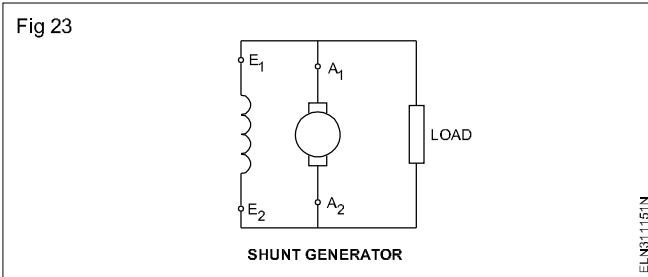 Fig 23
E1
A1
LOAD
E2
A2
SHUNT GENERATOR
ELN311151N